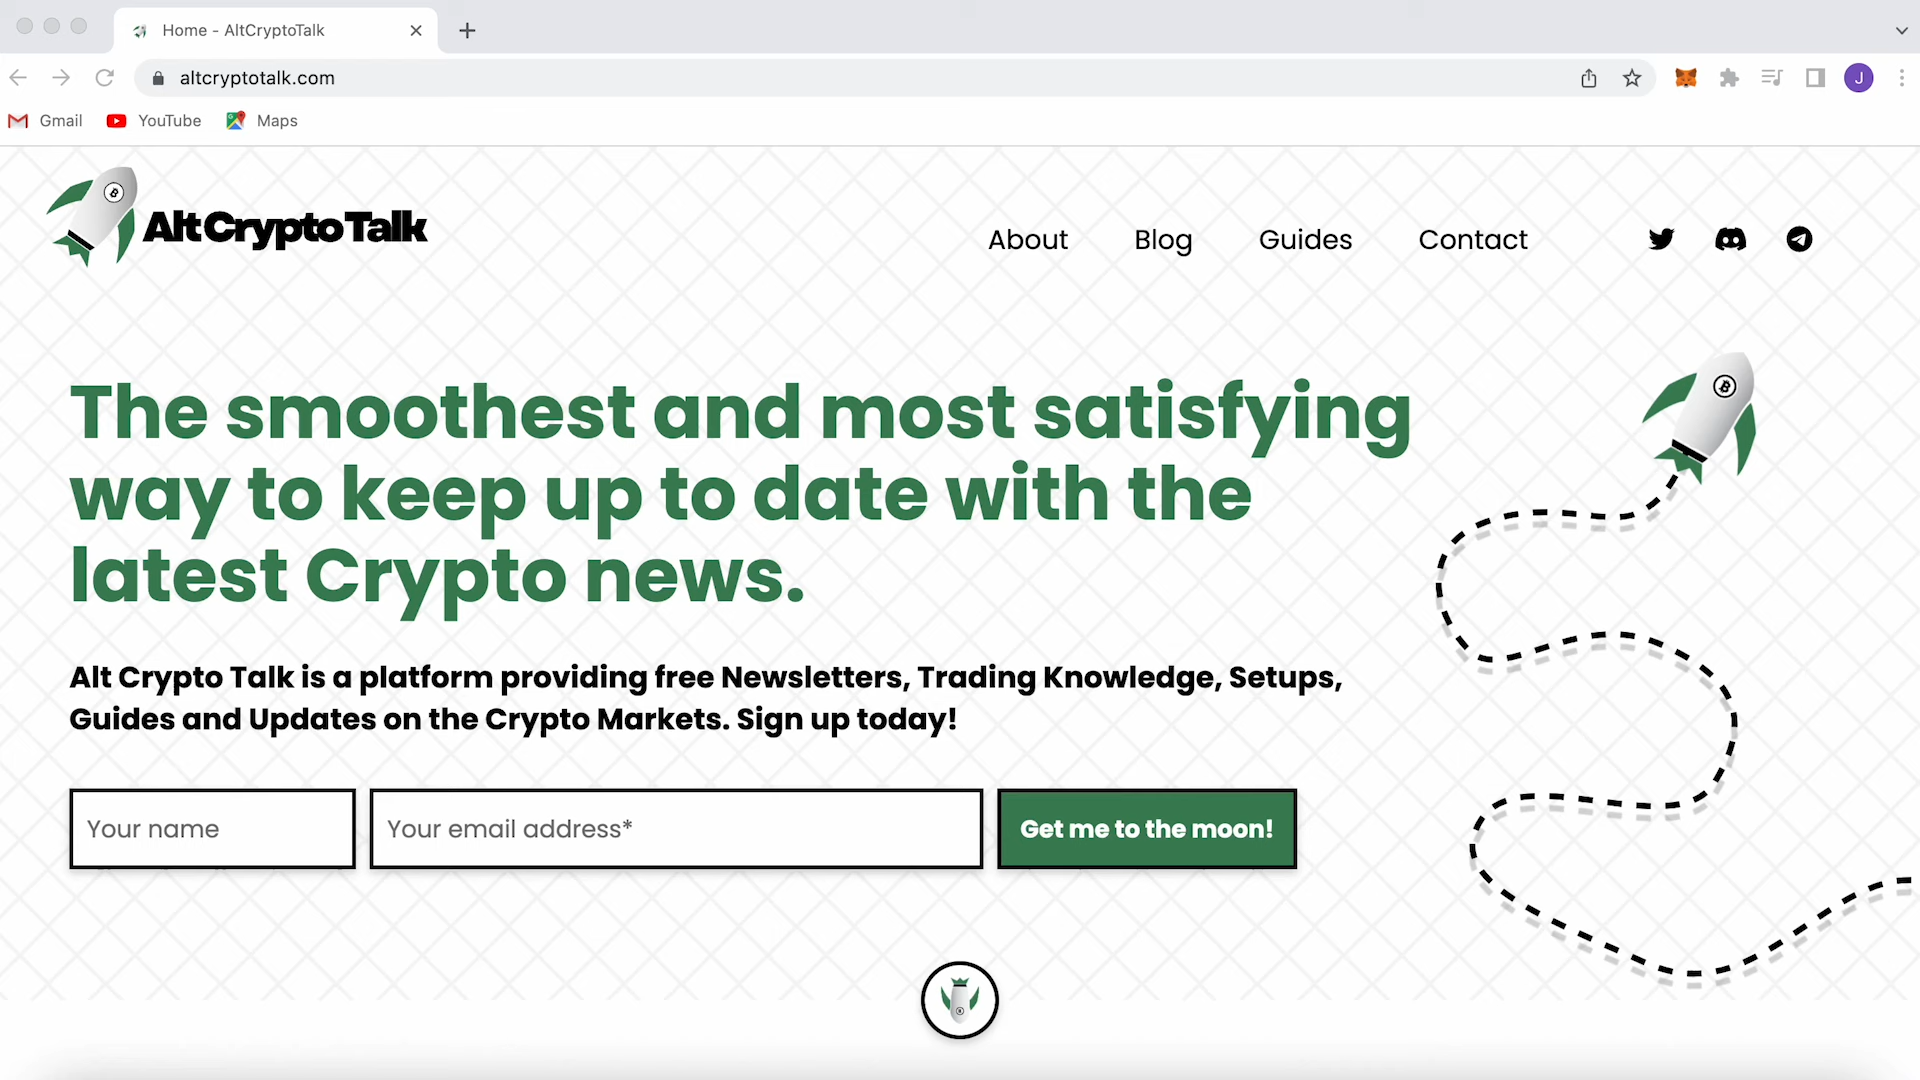 Home - AltCryptoTalk
altcryptotalk.com
J
Gmail
YouTube
Maps
Alt Crypto Talk
About
Blog
Guides
Contact
The smoothest and most satisfying
way to keep up to date with the
latest Crypto news.
Alt Crypto Talk is a platform providing free Newsletters, Trading Knowledge, Setups,
Guides and Updates on the Crypto Markets. Sign up today!
Your name
Your email address*
Get me to the moon!